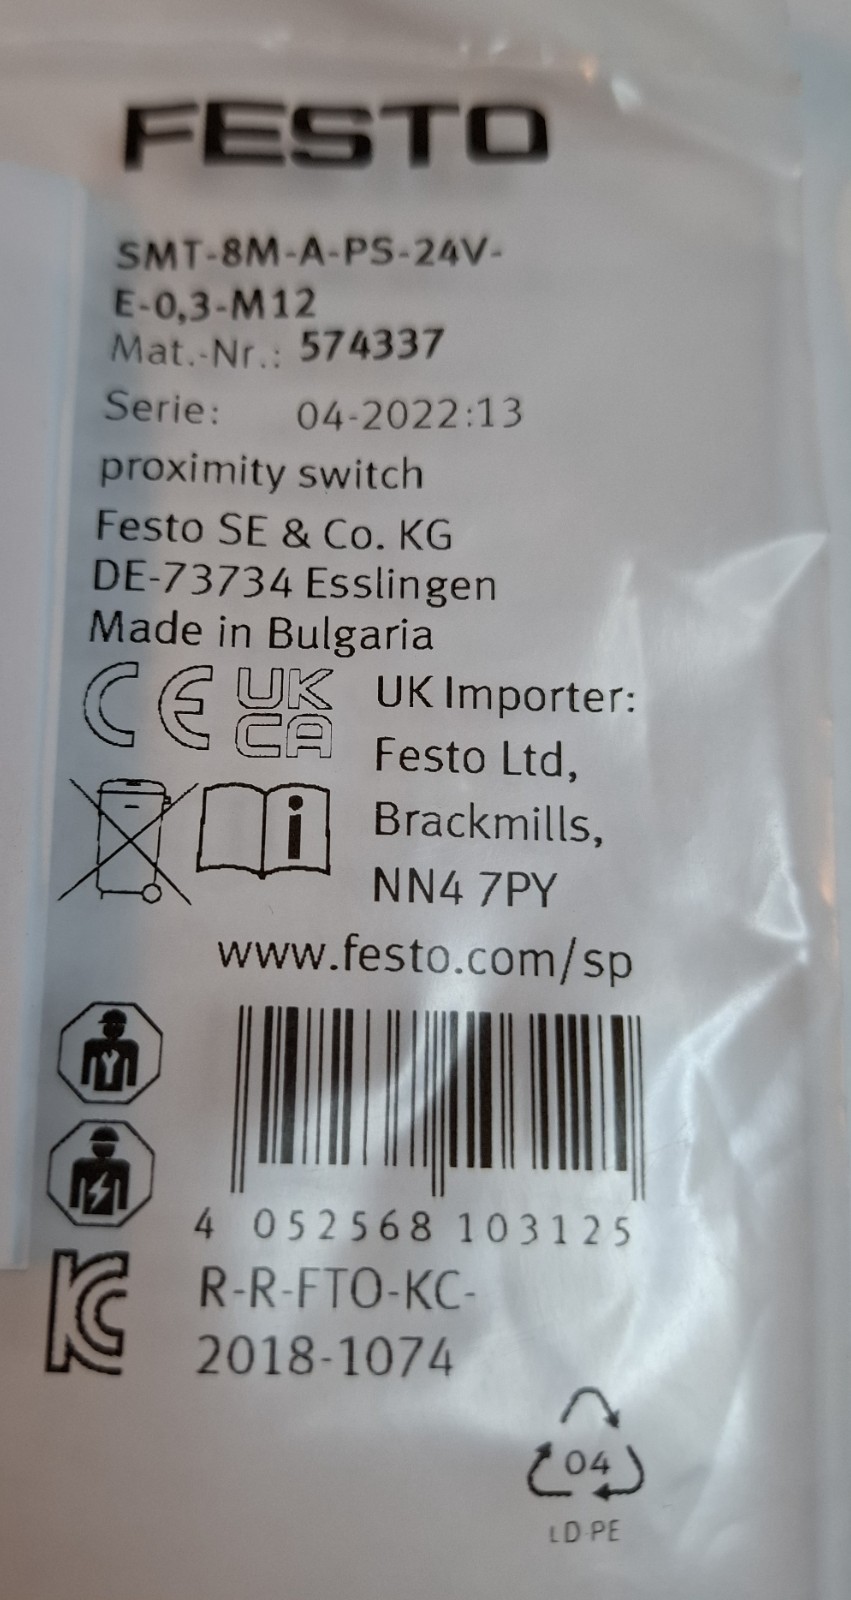 FESTO
SMT-8M-A-PS-24V-
E-0,3-M12
Mat.-Nr.: 574337
Serie: 04-2022:13
proximity switch
Festo SE & Co. KG
DE-73734 Esslingen
Made in Bulgaria
CE UK CA UK Importer:
Festo Ltd,
i Brackmills,
NN4 7PY
www.festo.com/sp
4 052568 103125
KC R-R-FTO-KC-
2018-1074
04
LD-PE